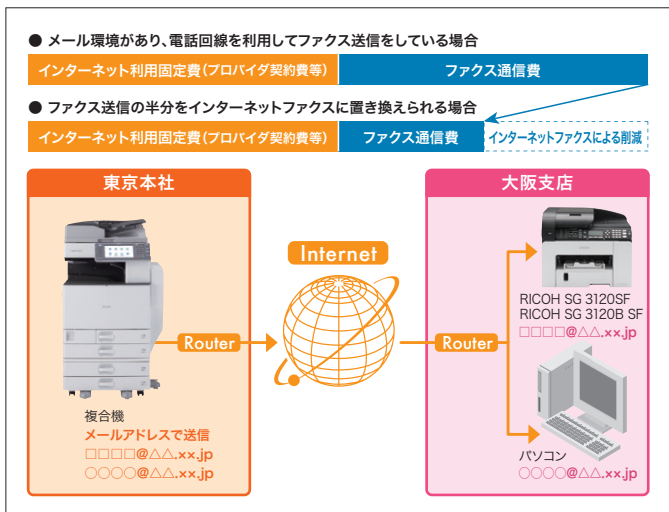 ● メール環境があり、電話回線を利用してファクス送信をしている場合
インターネット利用固定費（プロバイダ契約費等） ファクス通信費
● ファクス送信の半分をインターネットファクスに置き換えられる場合
インターネット利用固定費（プロバイダ契約費等） ファクス通信費 インターネットファクスによる削減
東京本社
複合機
メールアドレスで送信
□□□□@△△.××.jp
○○○○@△△.××.jp
Router
Internet
Router
大阪支店
RICOH SG 3120SF
RICOH SG 3120B SF
□□□□@△△.××.jp
パソコン
○○○○@△△.××.jp